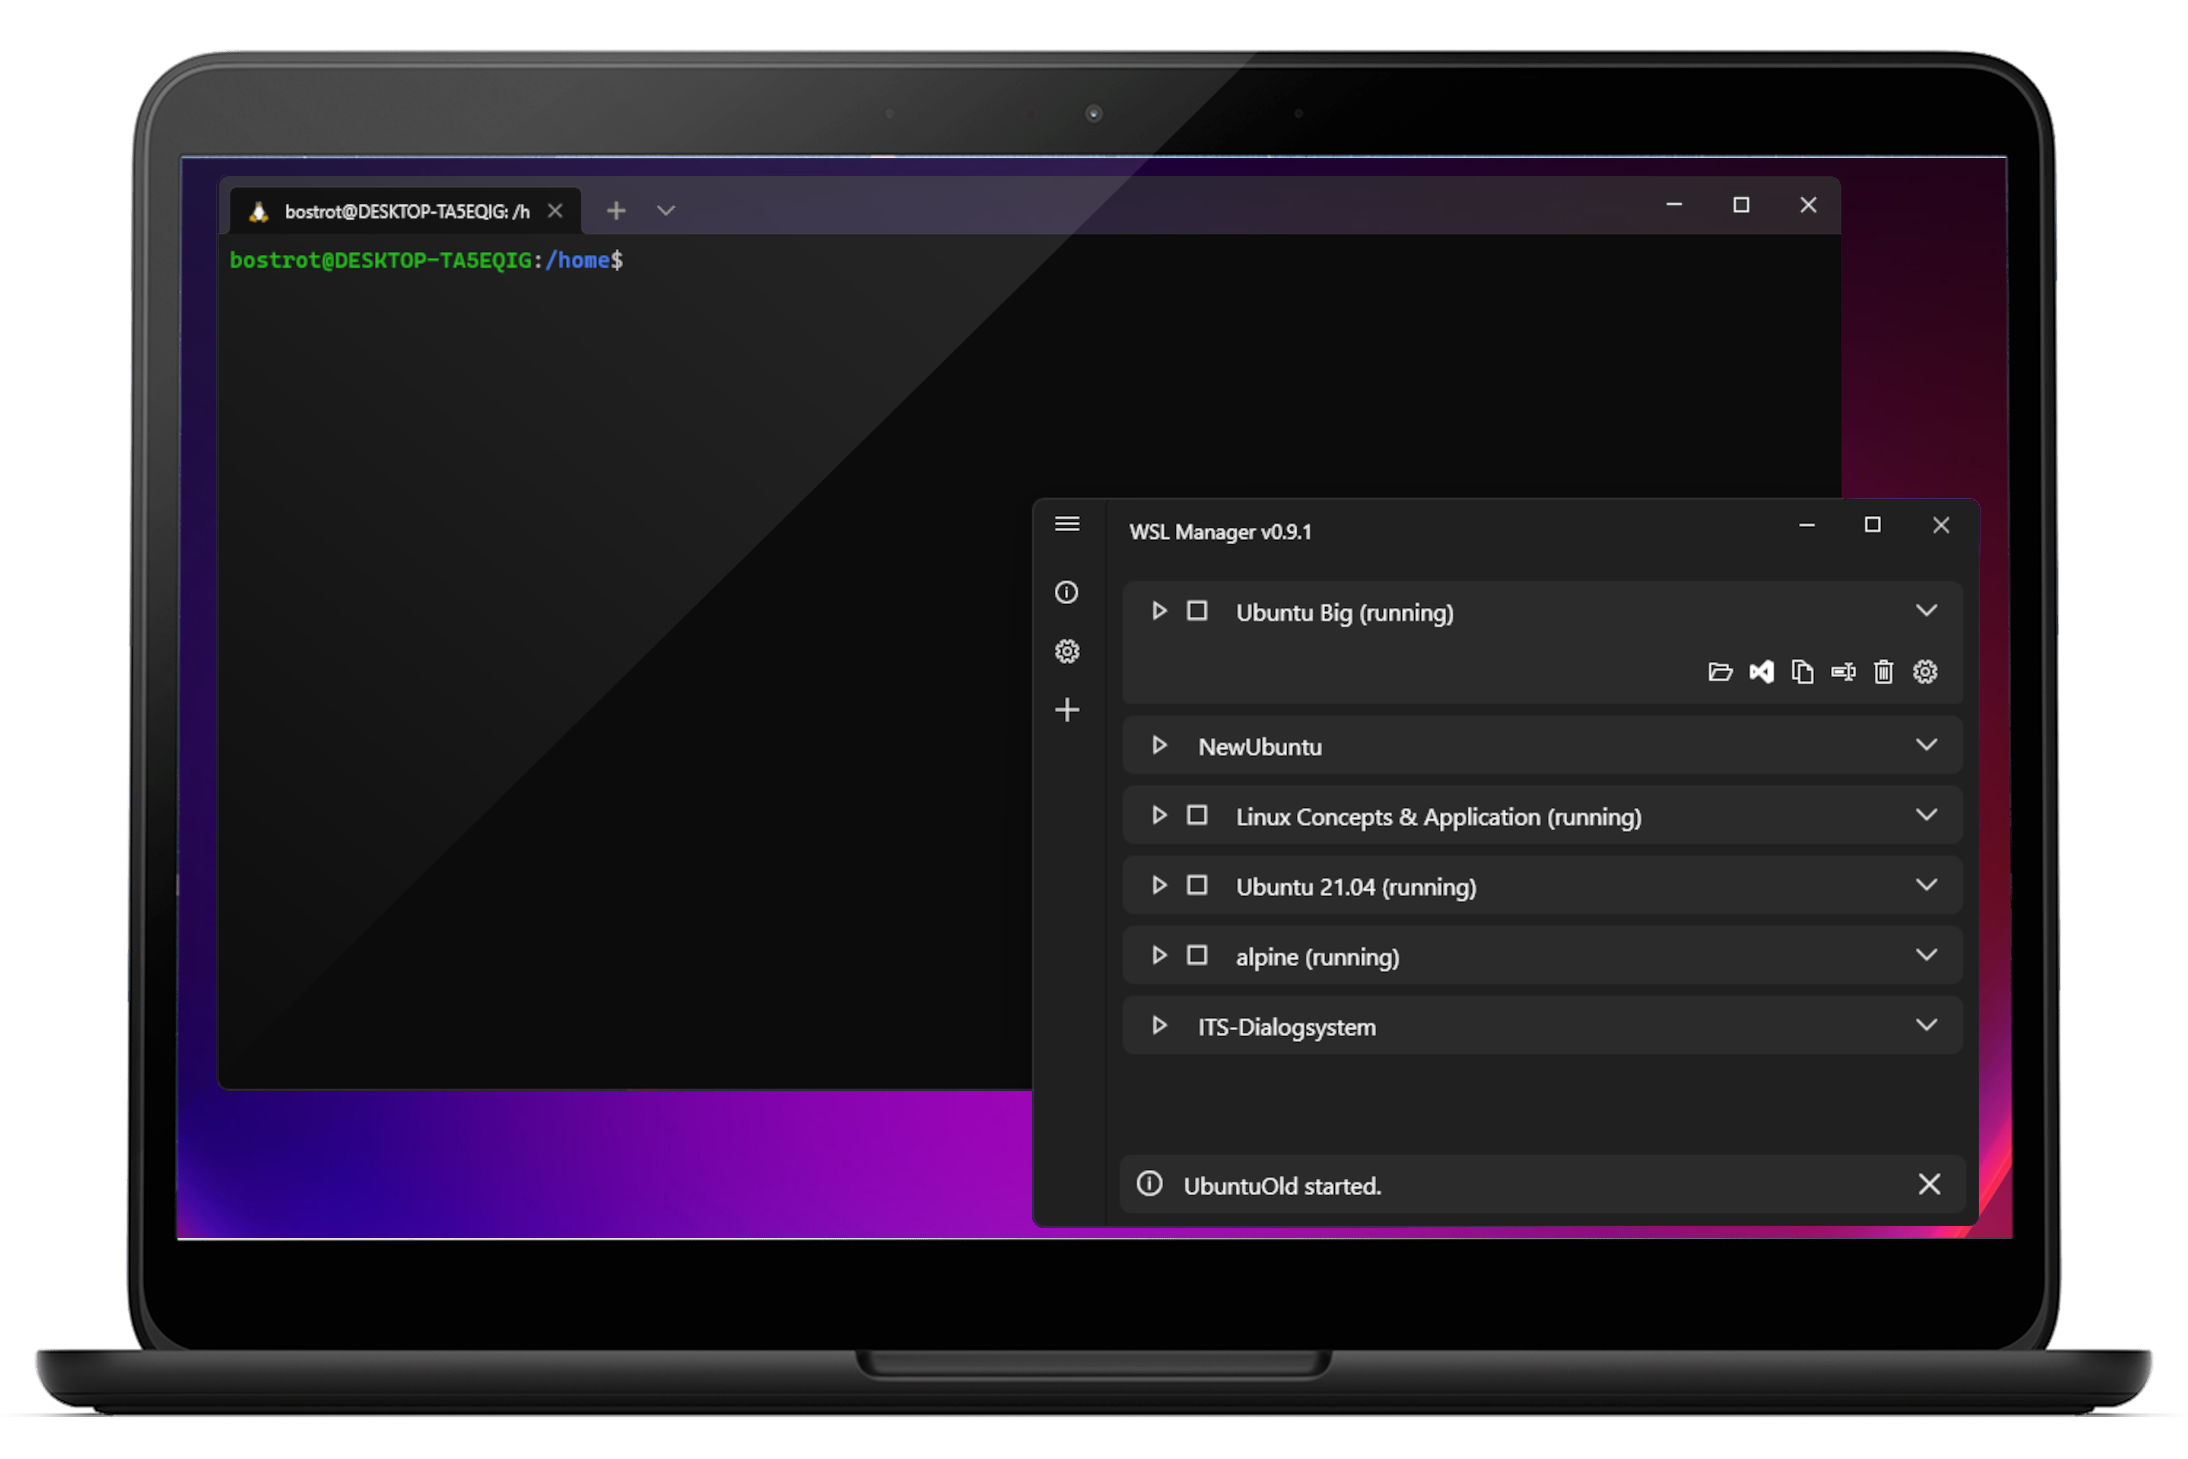 bostrot@DESKTOP-TA5EQIG: /h
bostrot@DESKTOP-TA5EQIG:/home$
WSL Manager v0.9.1
Ubuntu Big (running)
NewUbuntu
Linux Concepts & Application (running)
Ubuntu 21.04 (running)
alpine (running)
ITS-Dialogsystem
UbuntuOld started.